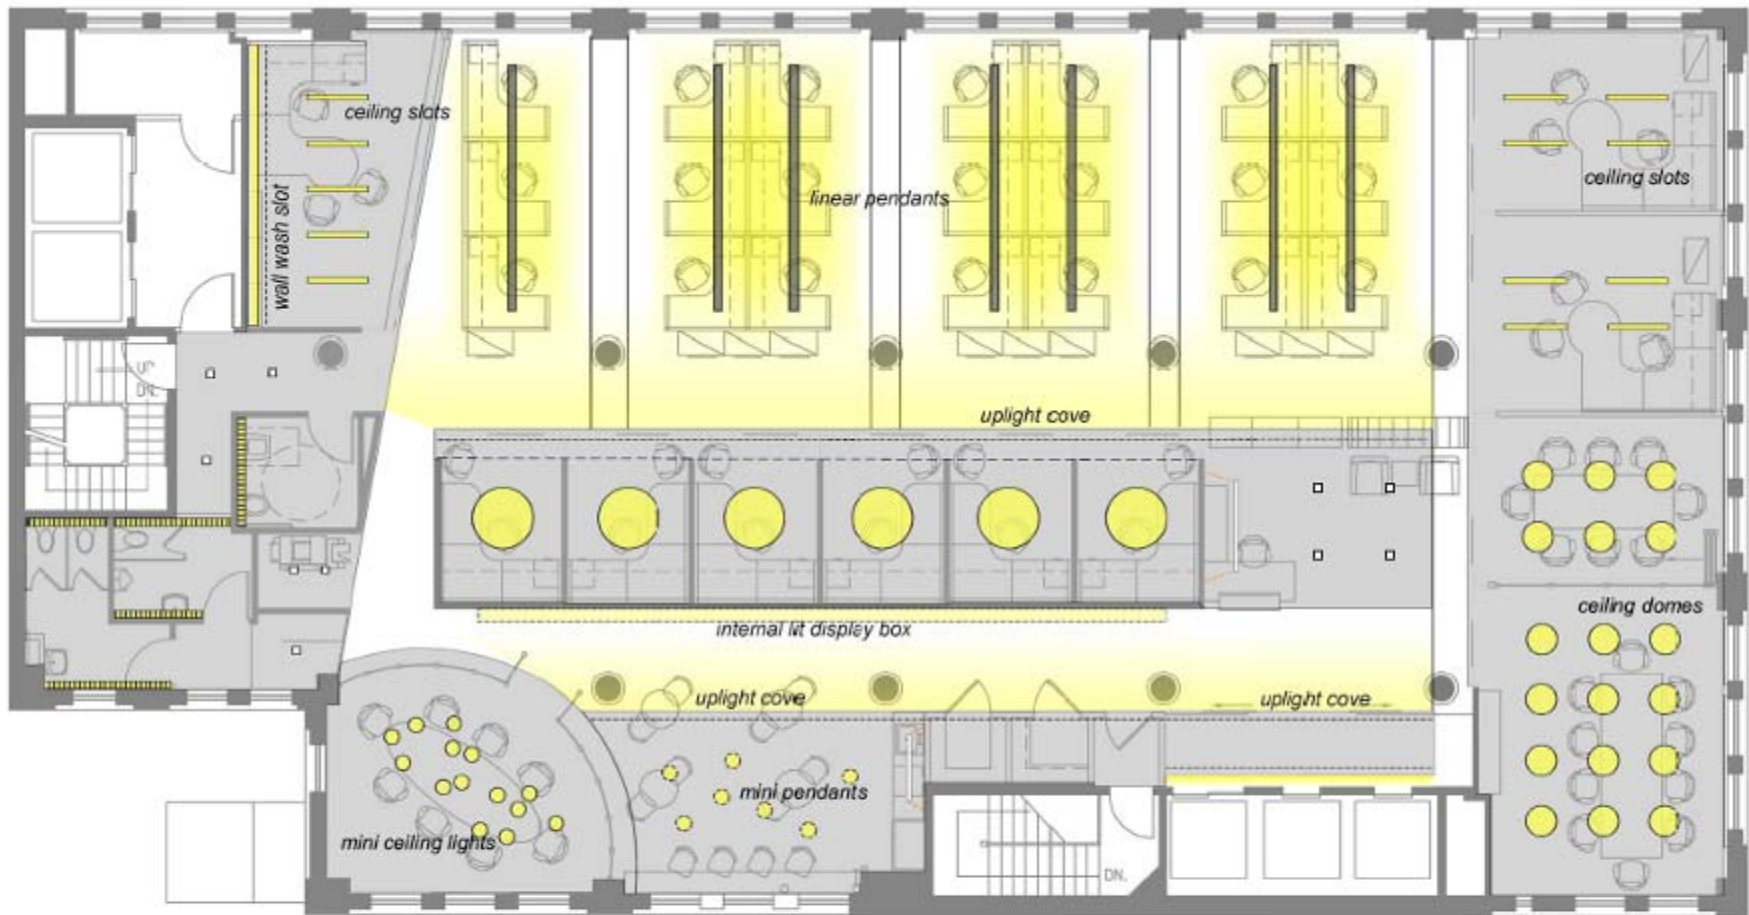 ceiling slots
wall wash slot
linear pendants
ceiling slots
uplight cove
ceiling domes
internal lit display box
uplight cove
uplight cove
mini pendants
mini ceiling lights
DN.